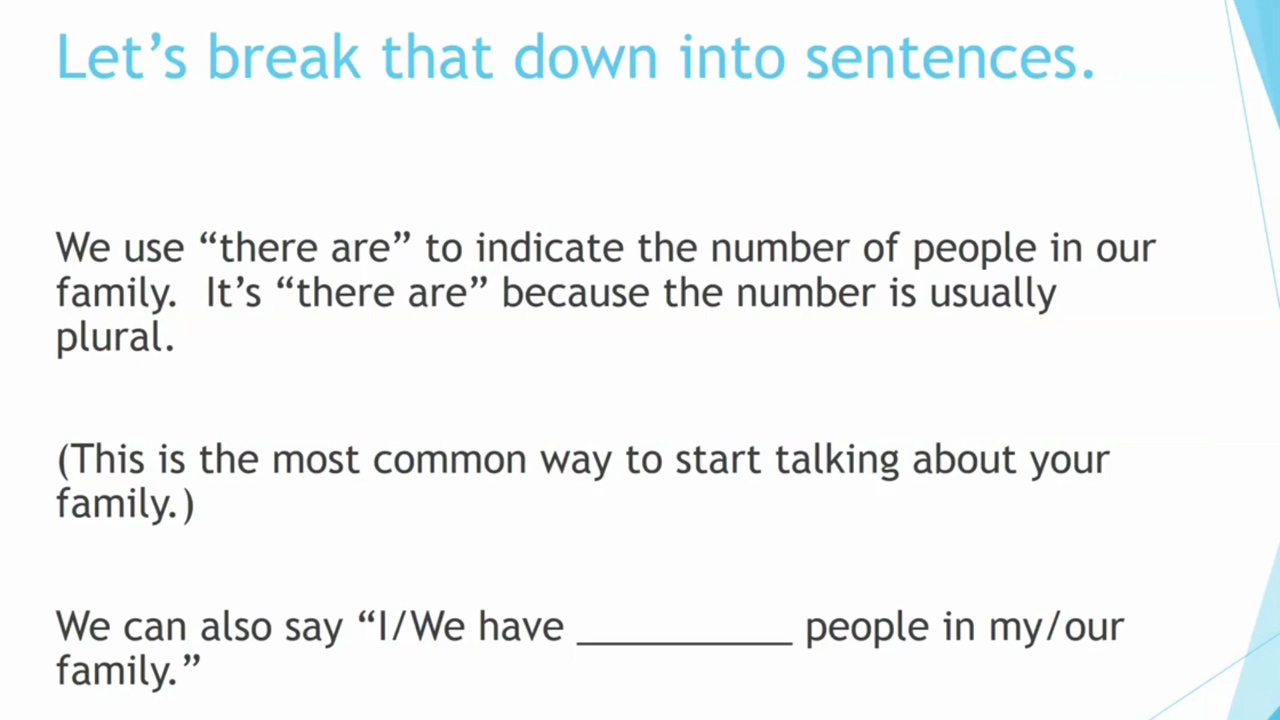 Let’s break that down into sentences.
We use “there are” to indicate the number of people in our
family.  It’s “there are” because the number is usually
plural.
(This is the most common way to start talking about your
family.)
We can also say “I/We have __________ people in my/our
family.”